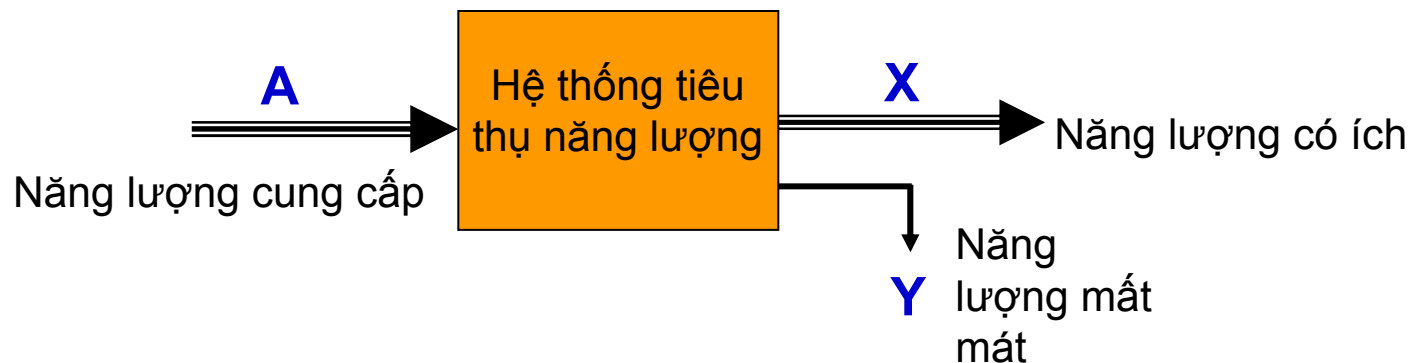 A
Năng lượng cung cấp
Hệ thống tiêu
thụ năng lượng
X
Năng lượng có ích
Y
Năng
lượng mất
mát